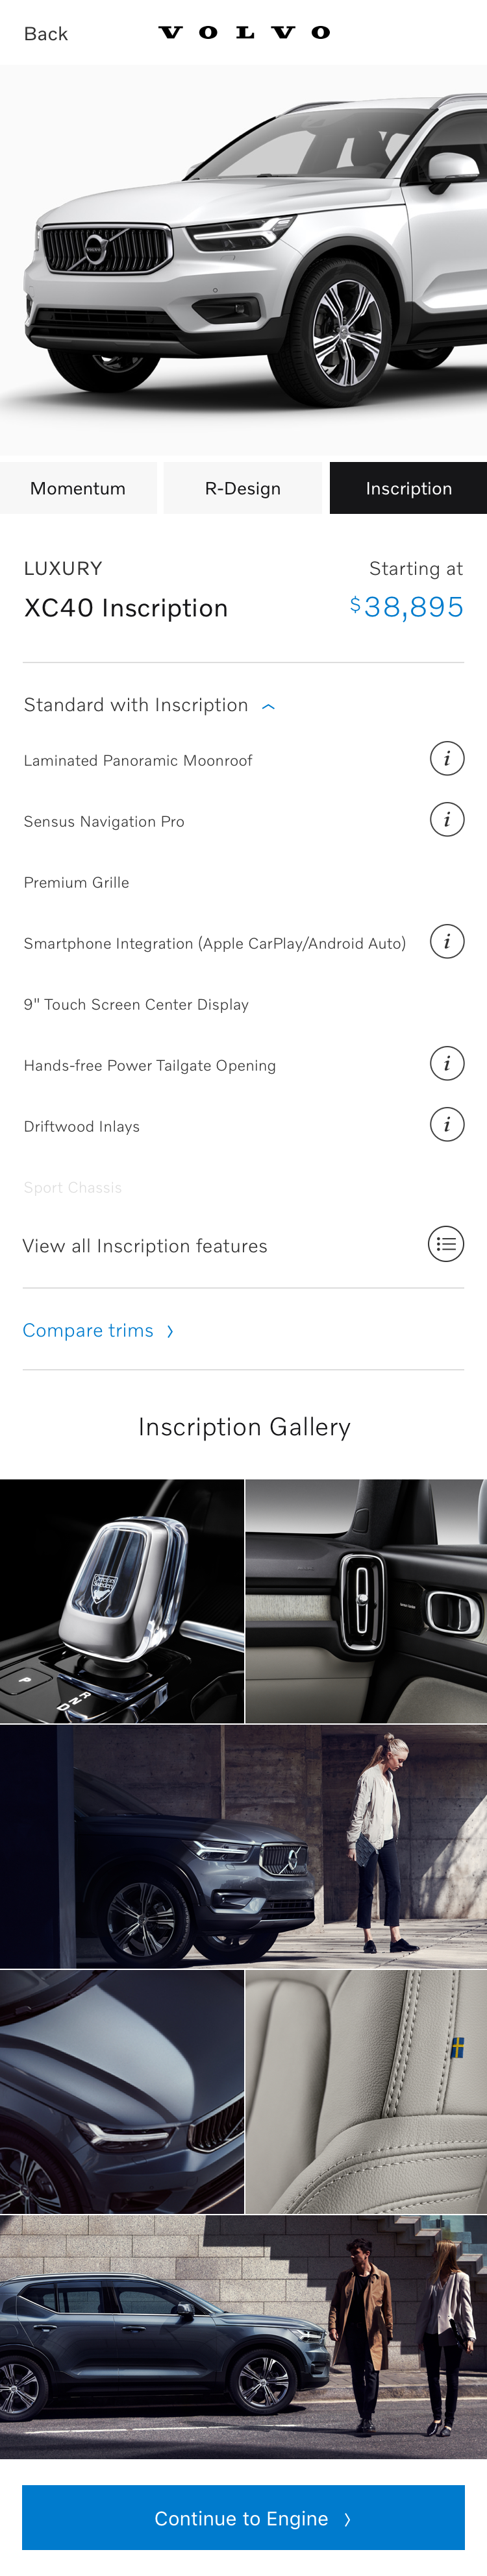 Back
VOLVO
Momentum
R-Design
Inscription
LUXURY
Starting at
XC40 Inscription
$38,895
Standard with Inscription
Laminated Panoramic Moonroof
i
Sensus Navigation Pro
i
Premium Grille
Smartphone Integration (Apple CarPlay/Android Auto)
i
9" Touch Screen Center Display
Hands-free Power Tailgate Opening
i
Driftwood Inlays
i
Sport Chassis
View all Inscription features
Compare trims
Inscription Gallery
Orrefors
Sweden
P
R
N
D
Continue to Engine